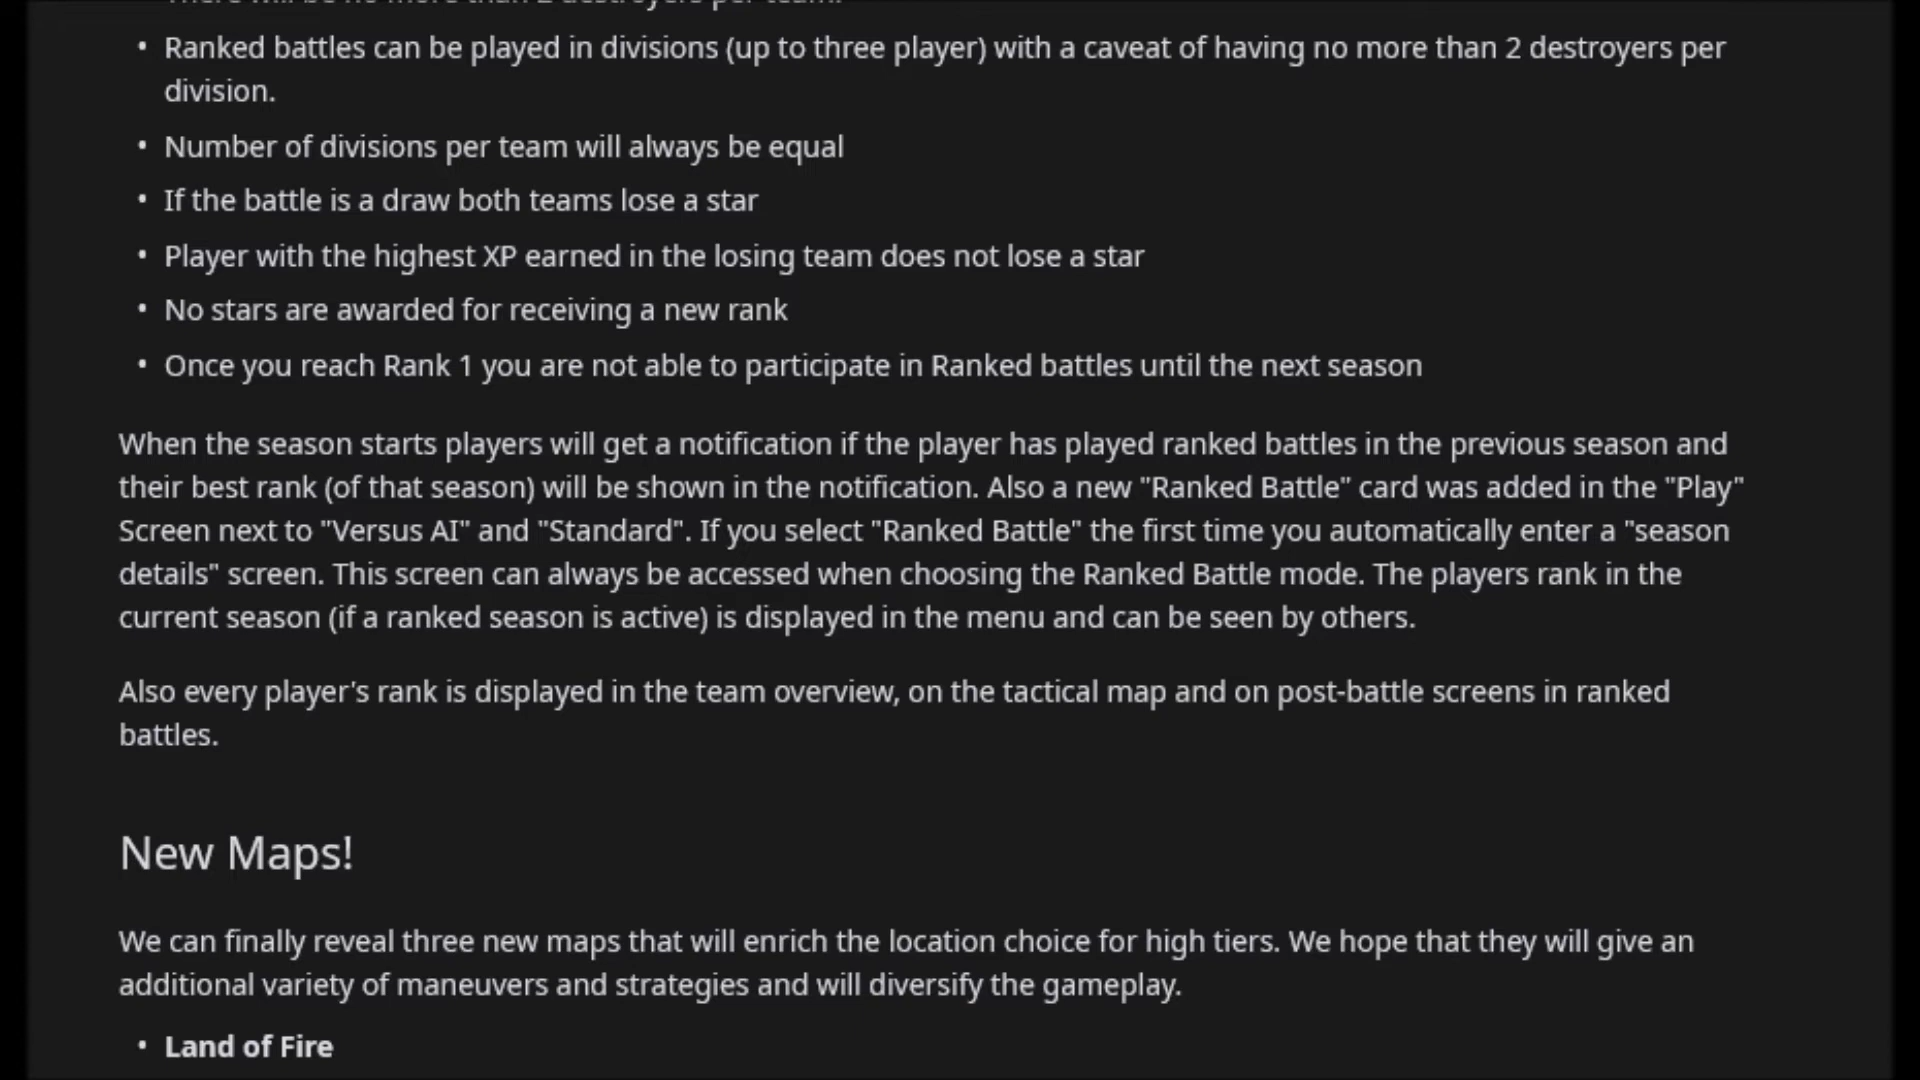 There will be no more than 2 destroyers per team.
• Ranked battles can be played in divisions (up to three player) with a caveat of having no more than 2 destroyers per
division.
• Number of divisions per team will always be equal
• If the battle is a draw both teams lose a star
• Player with the highest XP earned in the losing team does not lose a star
• No stars are awarded for receiving a new rank
• Once you reach Rank 1 you are not able to participate in Ranked battles until the next season
When the season starts players will get a notification if the player has played ranked battles in the previous season and
their best rank (of that season) will be shown in the notification. Also a new "Ranked Battle" card was added in the "Play"
Screen next to "Versus AI" and "Standard". If you select "Ranked Battle" the first time you automatically enter a "season
details" screen. This screen can always be accessed when choosing the Ranked Battle mode. The players rank in the
current season (if a ranked season is active) is displayed in the menu and can be seen by others.
Also every player's rank is displayed in the team overview, on the tactical map and on post-battle screens in ranked
battles.
New Maps!
We can finally reveal three new maps that will enrich the location choice for high tiers. We hope that they will give an
additional variety of maneuvers and strategies and will diversify the gameplay.
• Land of Fire